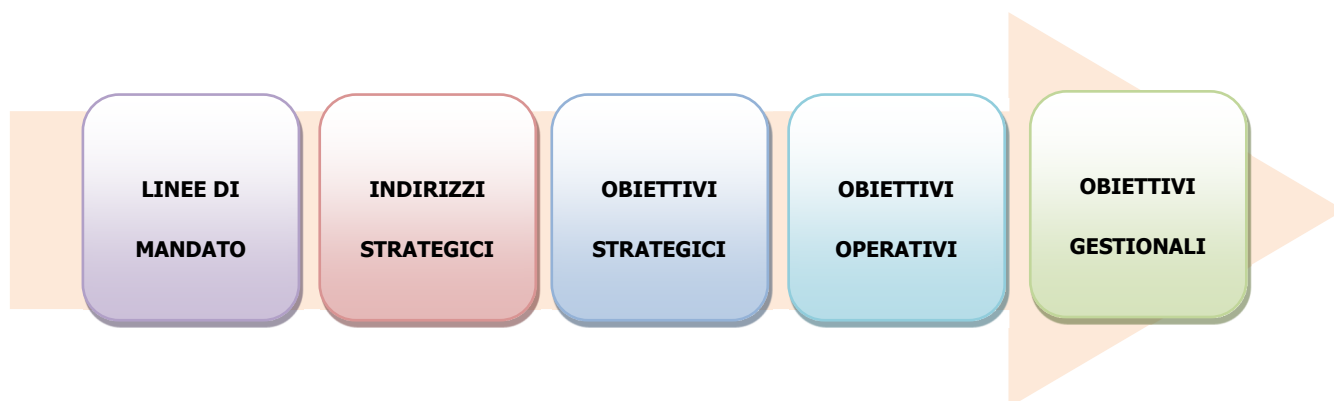 LINEE DI
MANDATO
INDIRIZZI
STRATEGICI
OBIETTIVI
STRATEGICI
OBIETTIVI
OPERATIVI
OBIETTIVI
GESTIONALI